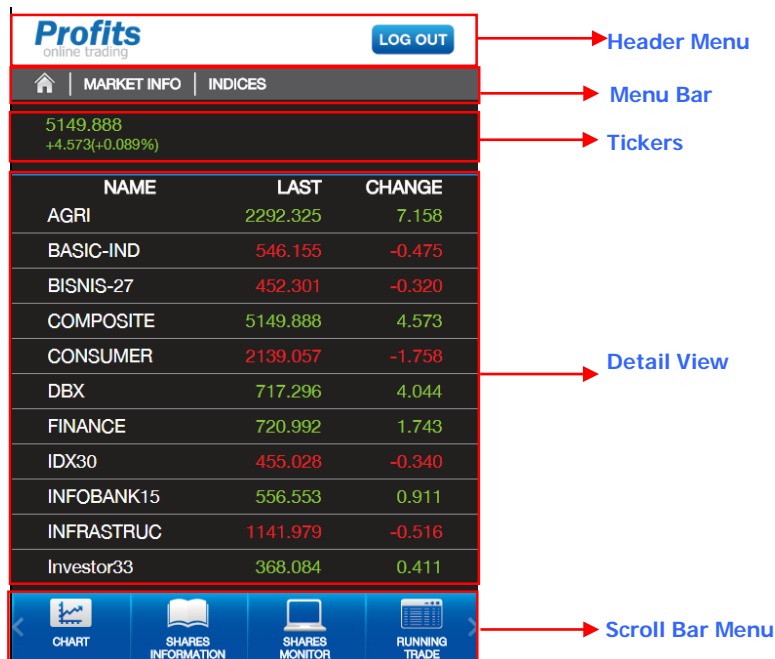 Profits
online trading
LOG OUT
Header Menu
MARKET INFO
INDICES
Menu Bar
5149.888
+4.573(+0.089%)
Tickers
NAME LAST CHANGE
AGRI 2292.325 7.158
BASIC-IND 546.155 -0.475
BISNIS-27 452.301 -0.320
COMPOSITE 5149.888 4.573
CONSUMER 2139.057 -1.758
Detail View
DBX 717.296 4.044
FINANCE 720.992 1.743
IDX30 455.028 -0.340
INFOBANK15 556.553 0.911
INFRASTRUC 1141.979 -0.516
Investor33 368.084 0.411
CHART
SHARES
INFORMATION
SHARES
MONITOR
RUNNING
TRADE
Scroll Bar Menu